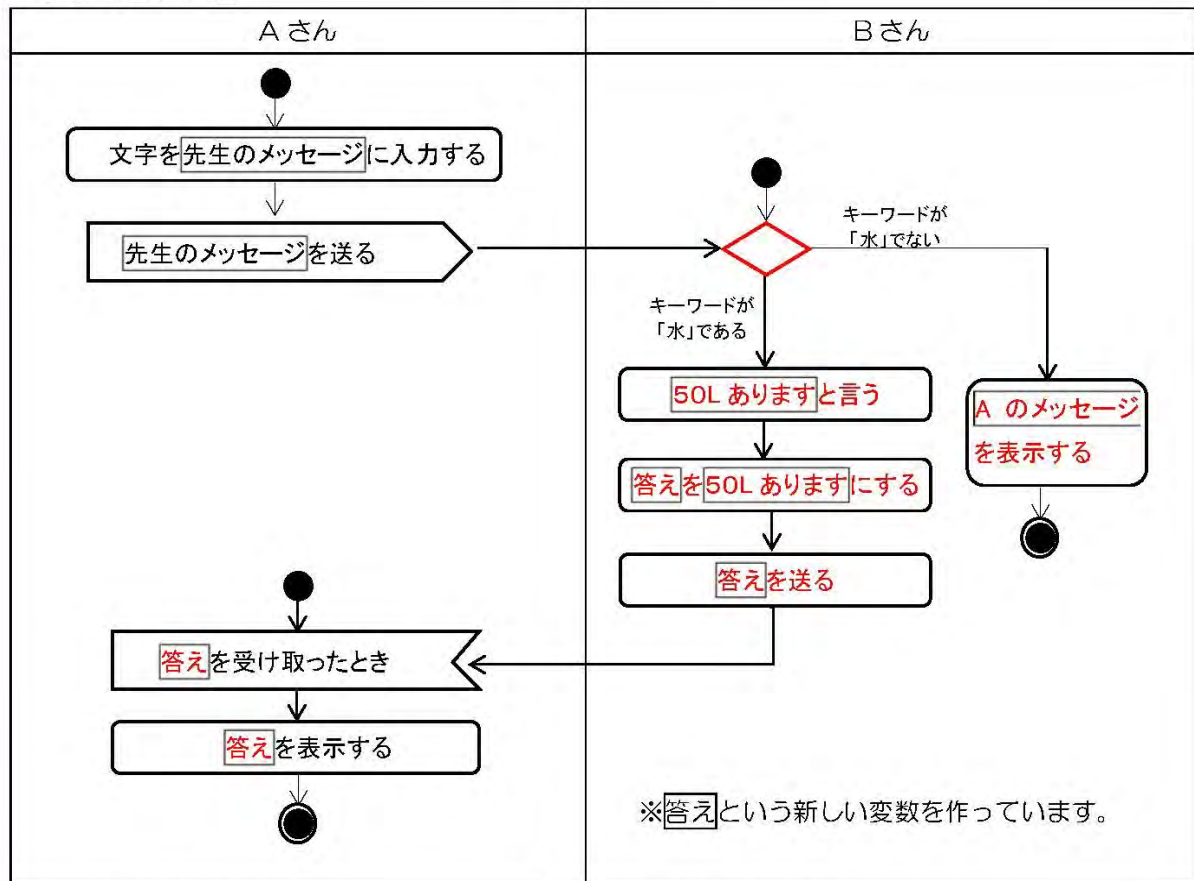 Aさん
Bさん
文字を先生のメッセージに入力する
先生のメッセージを送る
キーワードが
「水」でない
キーワードが
「水」である
50L ありますと言う
A のメッセージ
を表示する
答えを50L ありますにする
答えを送る
答えを受け取ったとき
答えを表示する
※答えという新しい変数を作っています。